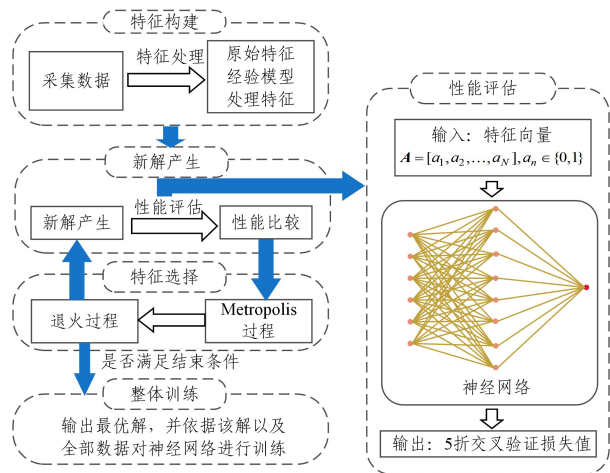 特征构建
采集数据
特征处理
原始特征
经验模型
处理特征
新解产生
新解产生
性能评估
性能比较
特征选择
退火过程
Metropolis
过程
是否满足结束条件
整体训练
输出最优解，并依据该解以及
全部数据对神经网络进行训练
性能评估
输入：特征向量
A=[a₁,a₂,…,a_N],a_n∈{0,1}
神经网络
输出：5折交叉验证损失值